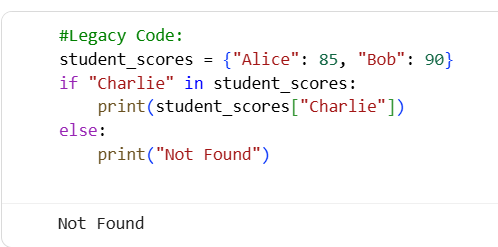 #Legacy Code:
student_scores = {"Alice": 85, "Bob": 90}
if "Charlie" in student_scores:
    print(student_scores["Charlie"])
else:
    print("Not Found")
Not Found